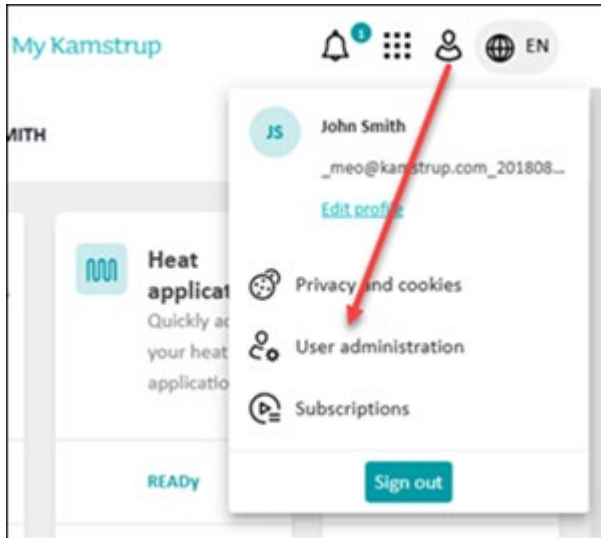 My Kamstrup
1
EN
MITH
JS
John Smith
_meo@kamstrup.com_201808...
Edit profile
Heat
applicat
Quickly ac
your heat
applicatio
Privacy and cookies
User administration
Subscriptions
READy
Sign out